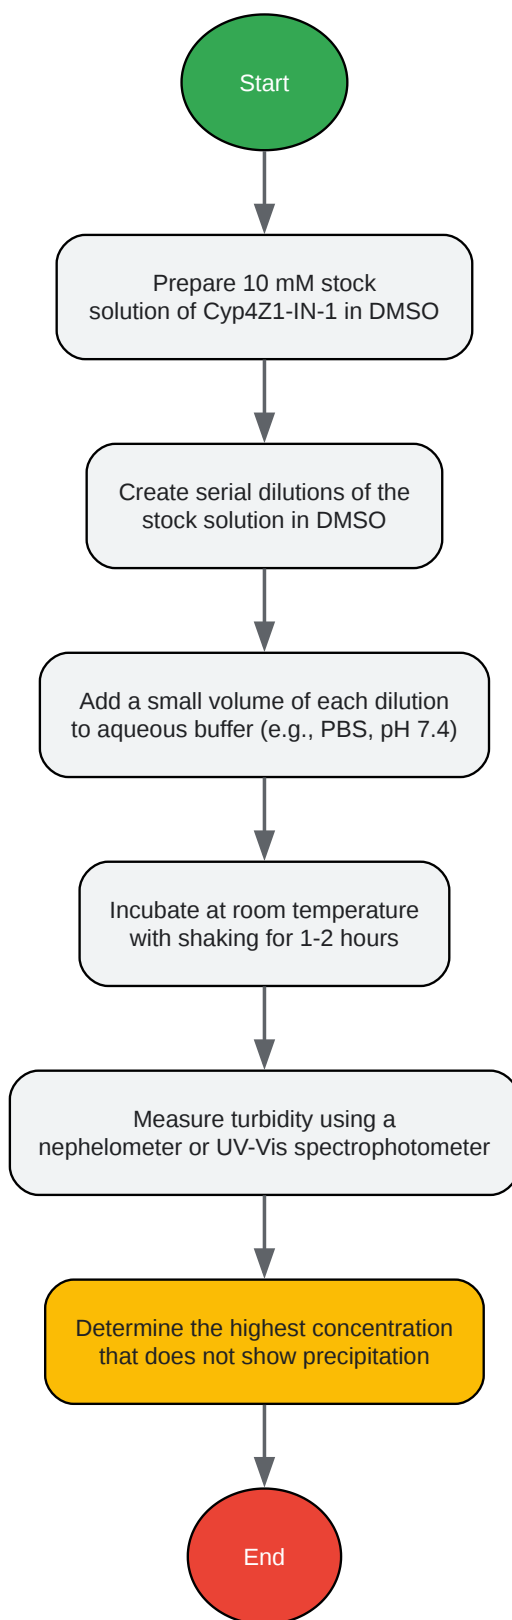 Start
Prepare 10 mM stock
solution of Cyp4Z1-IN-1 in DMSO
Create serial dilutions of the
stock solution in DMSO
Add a small volume of each dilution
to aqueous buffer (e.g., PBS, pH 7.4)
Incubate at room temperature
with shaking for 1-2 hours
Measure turbidity using a
nephelometer or UV-Vis spectrophotometer
Determine the highest concentration
that does not show precipitation
End